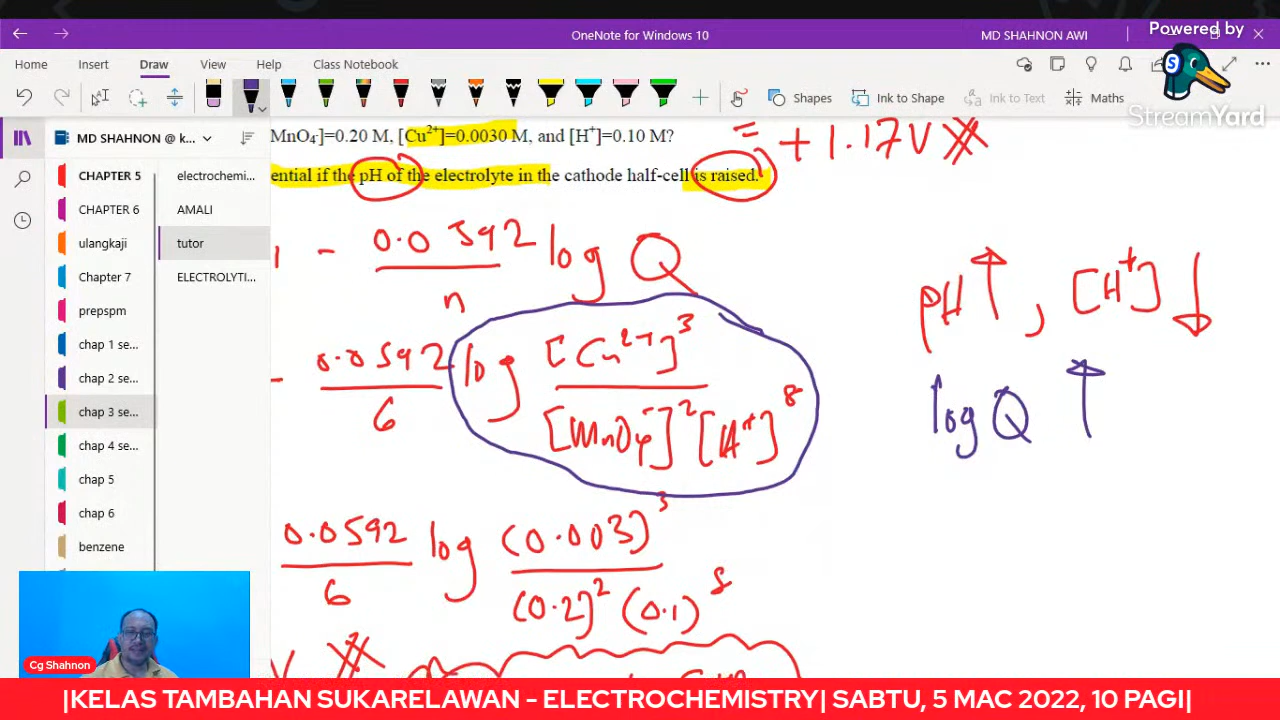 Powered by
StreamYard
OneNote for Windows 10
MD SHAHNON AWI
Home Insert Draw View Help Class Notebook
Shapes Ink to Shape Ink to Text Maths
MD SHAHNON @ k...
CHAPTER 5
CHAPTER 6
ulangkaji
Chapter 7
prepspm
chap 1 se...
chap 2 se...
chap 3 se...
chap 4 se...
chap 5
chap 6
benzene
electrochemi...
AMALI
tutor
ELECTROLYTI...
MnO₄⁻]=0.20 M, [Cu²⁺]=0.0030 M, and [H⁺]=0.10 M?
= + 1.17V
ential if the pH of the electrolyte in the cathode half-cell is raised.
- 0.0592/n log Q
- 0.0592/6 log [Cu²⁺]³/[MnO₄⁻]²[H⁺]⁸
0.0592/6 log (0.003)³/(0.2)²(0.1)⁸
V
pH ↑, [H⁺] ↓
log Q ↑
Cg Shahnon
|KELAS TAMBAHAN SUKARELAWAN - ELECTROCHEMISTRY| SABTU, 5 MAC 2022, 10 PAGI|